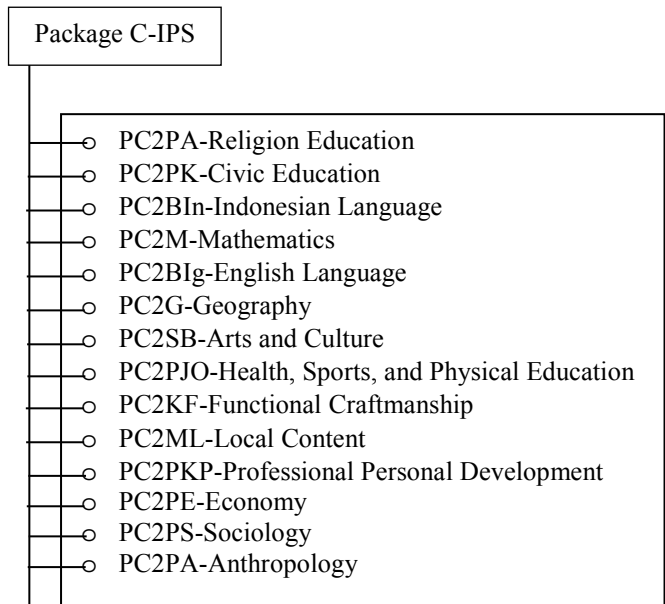 Package C-IPS
PC2PA-Religion Education
PC2PK-Civic Education
PC2BIn-Indonesian Language
PC2M-Mathematics
PC2BIg-English Language
PC2G-Geography
PC2SB-Arts and Culture
PC2PJO-Health, Sports, and Physical Education
PC2KF-Functional Craftmanship
PC2ML-Local Content
PC2PKP-Professional Personal Development
PC2PE-Economy
PC2PS-Sociology
PC2PA-Anthropology